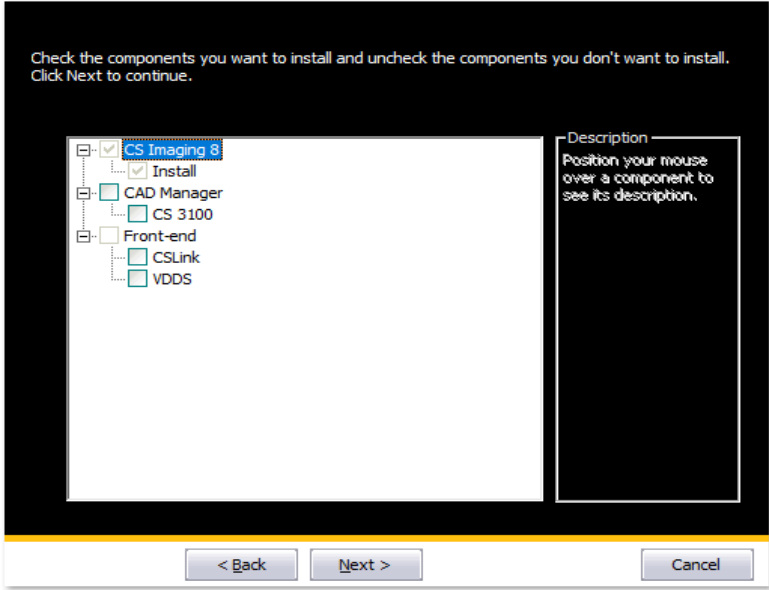 Check the components you want to install and uncheck the components you don't want to install.
Click Next to continue.
CS Imaging 8
Install
CAD Manager
CS 3100
Front-end
CSLink
VDDS
Description
Position your mouse
over a component to
see its description.
< Back
Next >
Cancel